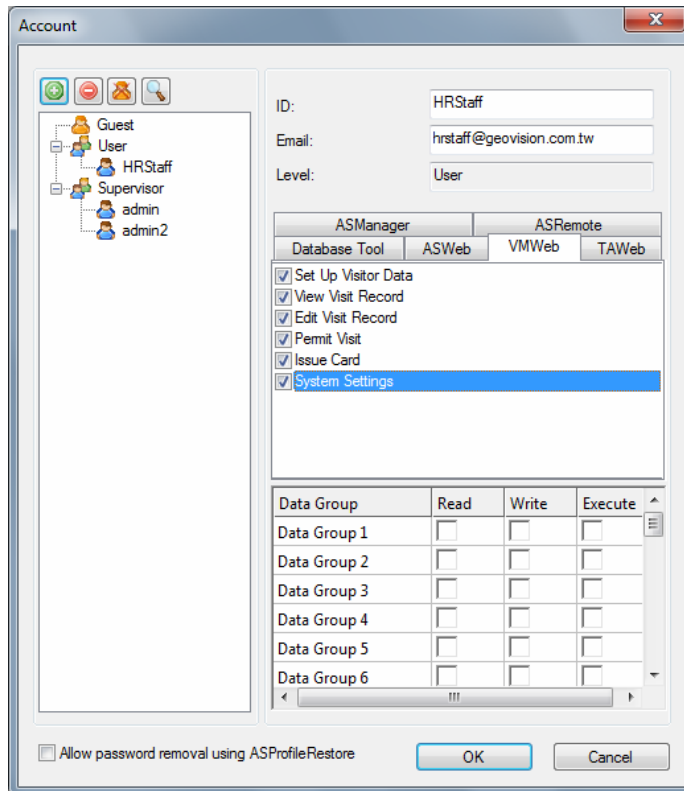 Account
Guest
User
HRStaff
Supervisor
admin
admin2
ID: HRStaff
Email: hrstaff@geovision.com.tw
Level: User
ASManager ASRemote
Database Tool ASWeb VMWeb TAWeb
Set Up Visitor Data
View Visit Record
Edit Visit Record
Permit Visit
Issue Card
System Settings
Data Group Read Write Execute
Data Group 1
Data Group 2
Data Group 3
Data Group 4
Data Group 5
Data Group 6
Allow password removal using ASProfileRestore
OK Cancel